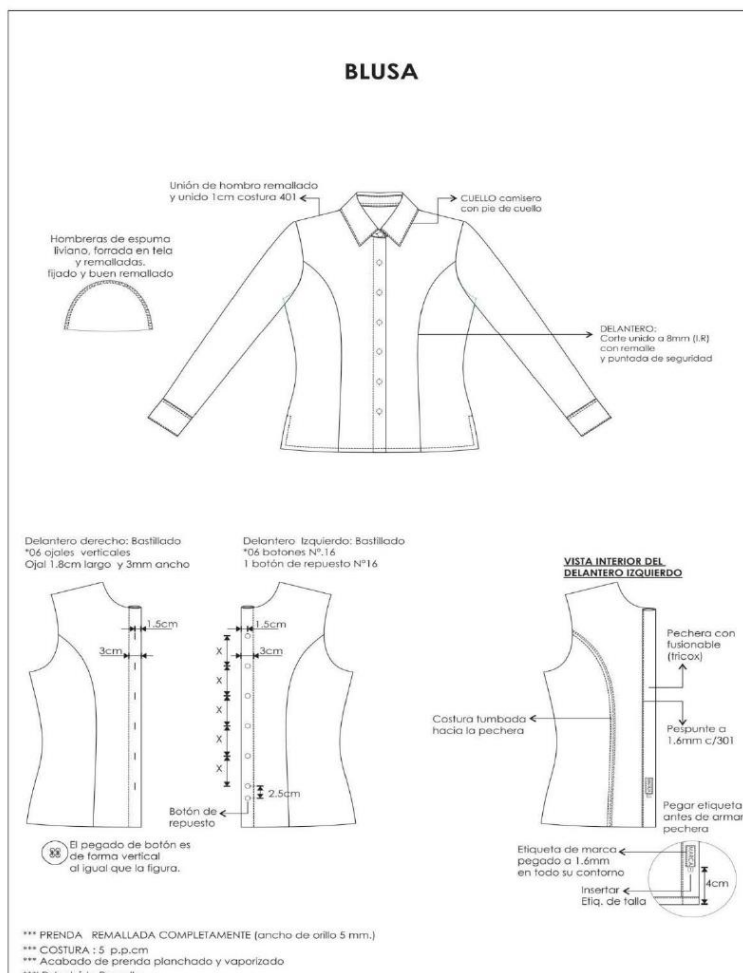 BLUSA
Unión de hombro remallado
y unido 1cm costura 401
CUELLO camisero
con pie de cuello
Hombreras de espuma
liviano, forrada en tela
y remalladas.
fijado y buen remallado
DELANTERO:
Corte unido a 8mm (I.R)
con remalle
y puntada de seguridad
Delantero derecho: Bastillado
*06 ojales verticales
Ojal 1.8cm largo y 3mm ancho
Delantero Izquierdo: Bastillado
*06 botones Nº.16
1 botón de repuesto Nº16
VISTA INTERIOR DEL
DELANTERO IZQUIERDO
1.5cm
3cm
1.5cm
3cm
X
X
X
X
X
2.5cm
Botón de
repuesto
Pechera con
fusionable
(tricox)
Costura tumbada
hacia la pechera
Pespunte a
1.6mm c/301
MARCA
Pegar etiqueta
antes de armar
pechera
El pegado de botón es
de forma vertical
al igual que la figura.
Etiqueta de marca
pegado a 1.6mm
en todo su contorno
Insertar
Etiq. de talla
MARCA
4cm
*** PRENDA REMALLADA COMPLETAMENTE (ancho de orillo 5 mm.)
*** COSTURA : 5 p.p.cm
*** Acabado de prenda planchado y vaporizado